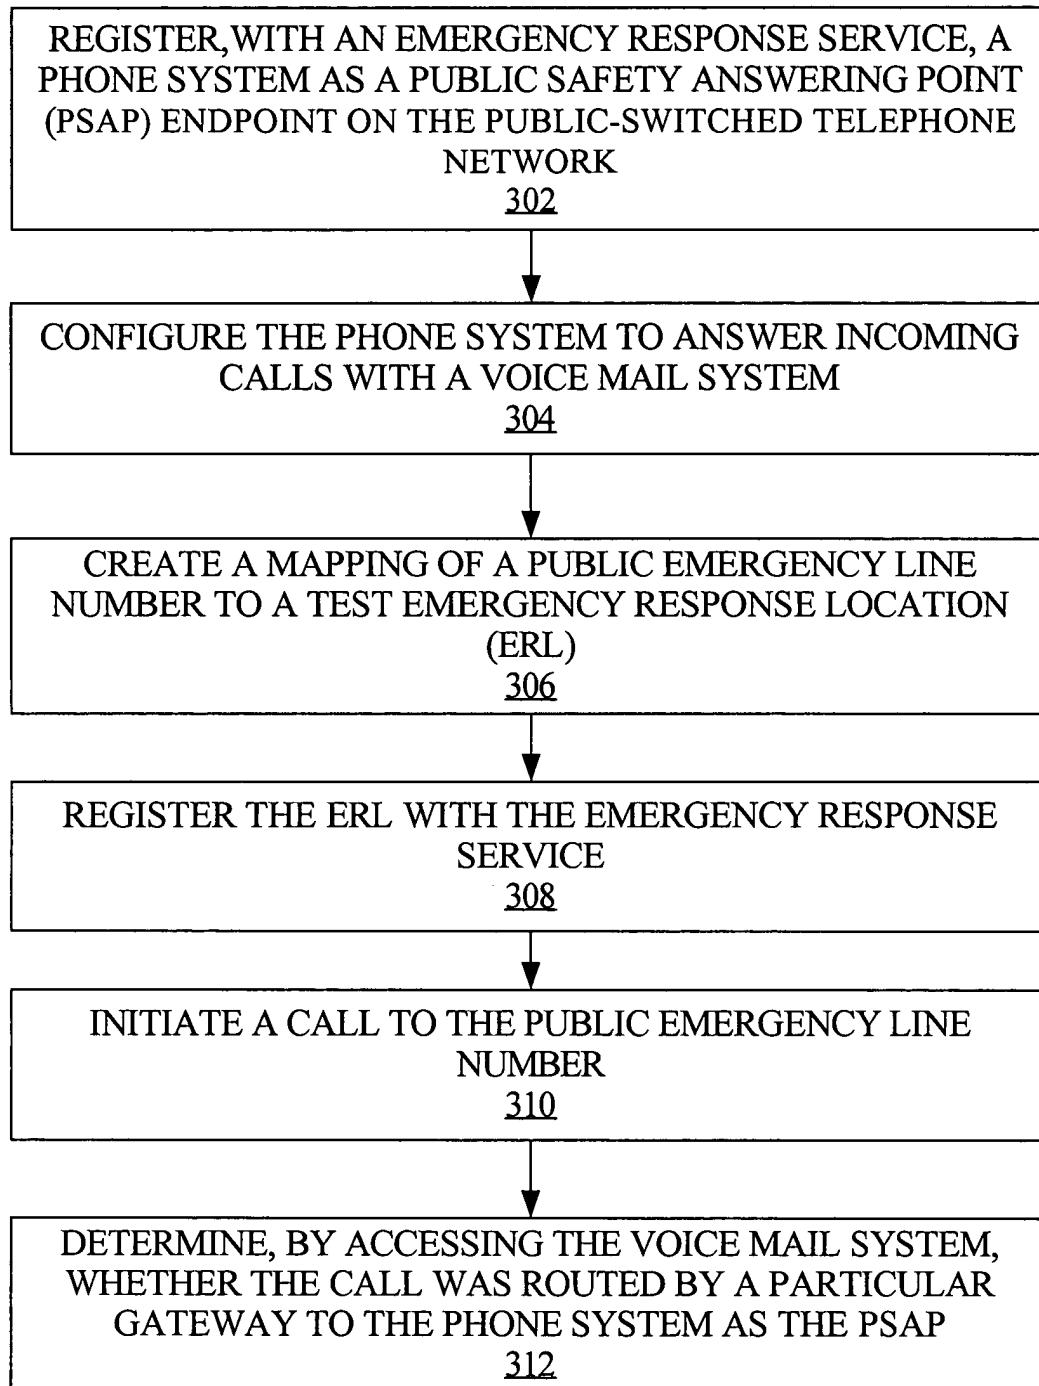 REGISTER,WITH AN EMERGENCY RESPONSE SERVICE, A
PHONE SYSTEM AS A PUBLIC SAFETY ANSWERING POINT
(PSAP) ENDPOINT ON THE PUBLIC-SWITCHED TELEPHONE
NETWORK
302
CONFIGURE THE PHONE SYSTEM TO ANSWER INCOMING
CALLS WITH A VOICE MAIL SYSTEM
304
CREATE A MAPPING OF A PUBLIC EMERGENCY LINE
NUMBER TO A TEST EMERGENCY RESPONSE LOCATION
(ERL)
306
REGISTER THE ERL WITH THE EMERGENCY RESPONSE
SERVICE
308
INITIATE A CALL TO THE PUBLIC EMERGENCY LINE
NUMBER
310
DETERMINE, BY ACCESSING THE VOICE MAIL SYSTEM,
WHETHER THE CALL WAS ROUTED BY A PARTICULAR
GATEWAY TO THE PHONE SYSTEM AS THE PSAP
312